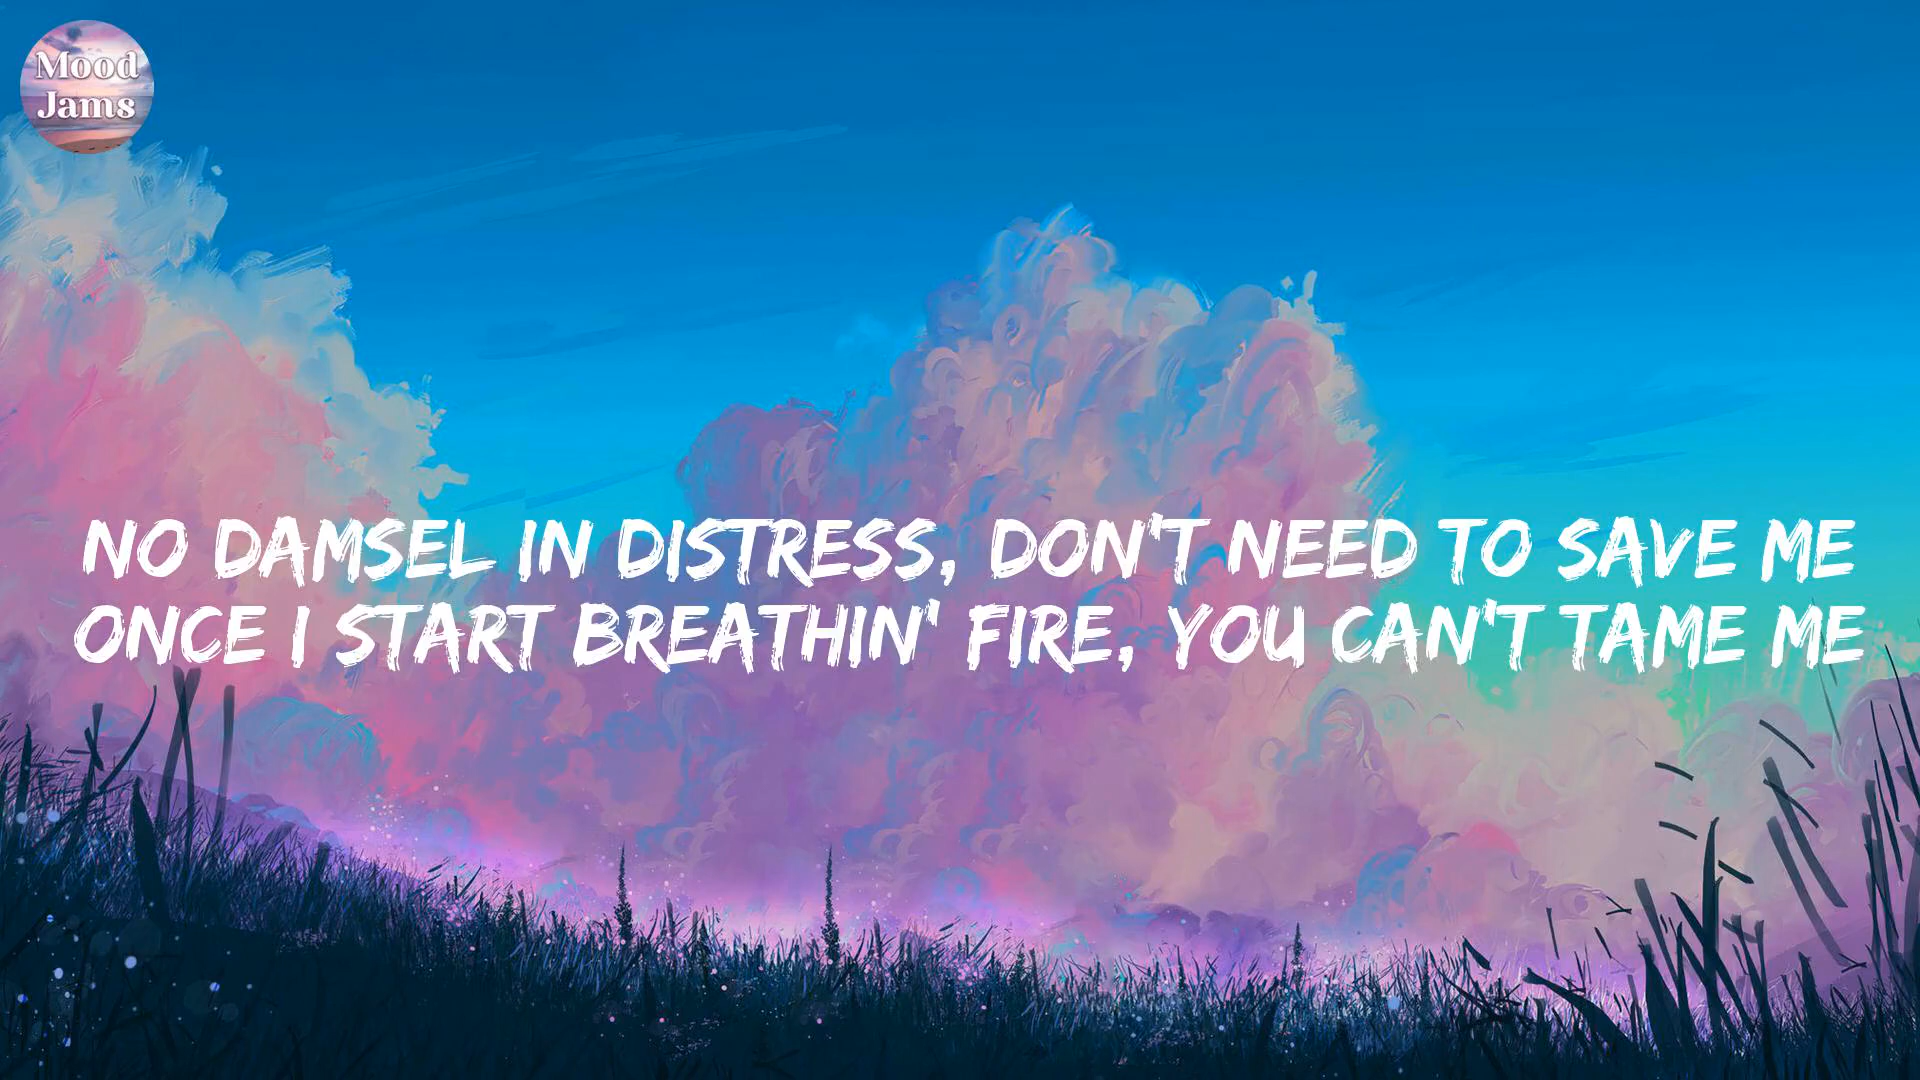 Mood
Jams
NO DAMSEL IN DISTRESS, DON'T NEED TO SAVE ME
ONCE I START BREATHIN' FIRE, YOU CAN'T TAME ME